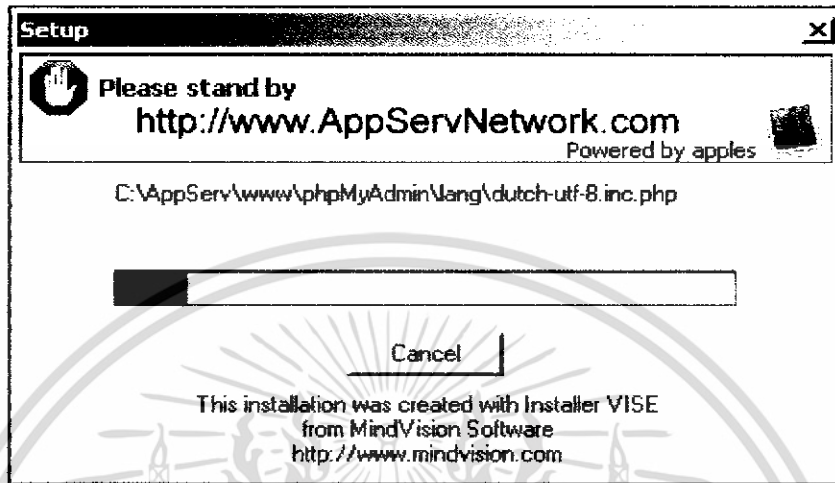 Setup
Please stand by
http://www.AppServNetwork.com
Powered by apples
C:\AppServ\www\phpMyAdmin\lang\dutch-utf-8.inc.php
Cancel
This installation was created with Installer VISE
from MindVision Software
http://www.mindvision.com